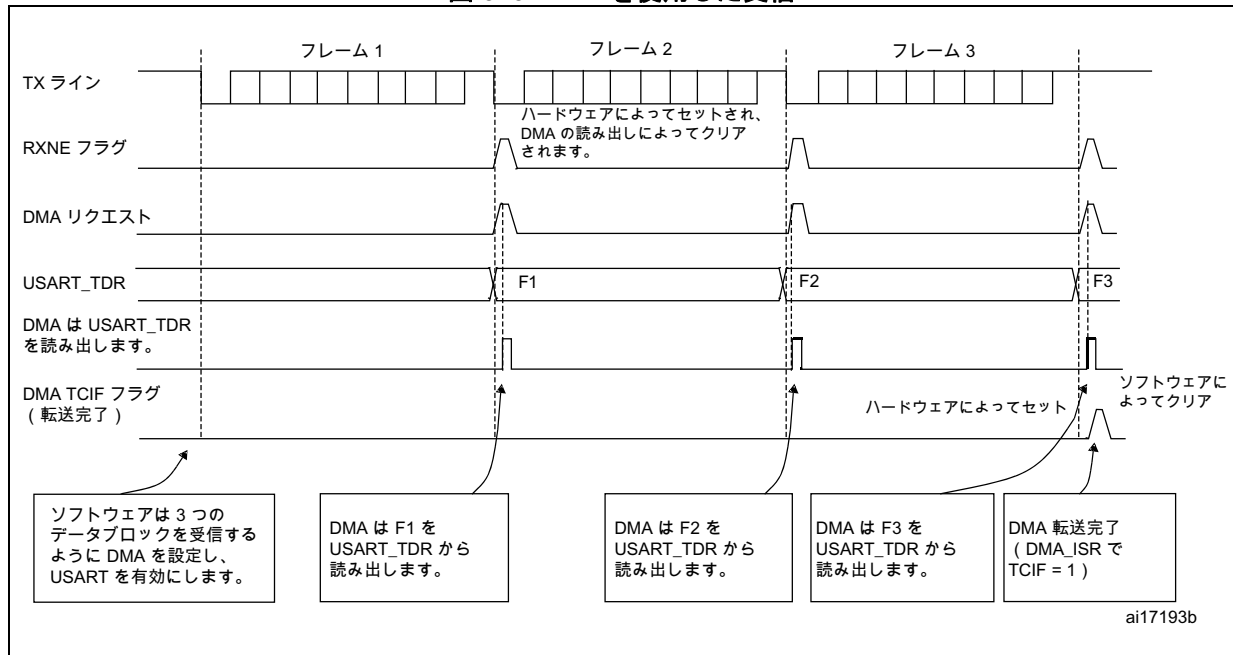 フレーム 1
フレーム 2
フレーム 3
TX ライン
ハードウェアによってセットされ、
DMA の読み出しによってクリア
されます。
RXNE フラグ
DMA リクエスト
USART_TDR
F1
F2
F3
DMA は USART_TDR
を読み出します。
DMA TCIF フラグ
( 転送完了 )
ハードウェアによってセット
ソフトウェアに
よってクリア
ソフトウェアは 3 つの
データブロックを受信する
ように DMA を設定し、
USART を有効にします。
DMA は F1 を
USART_TDR から
読み出します。
DMA は F2 を
USART_TDR から
読み出します。
DMA は F3 を
USART_TDR から
読み出します。
DMA 転送完了
( DMA_ISR で
TCIF = 1 )
ai17193b